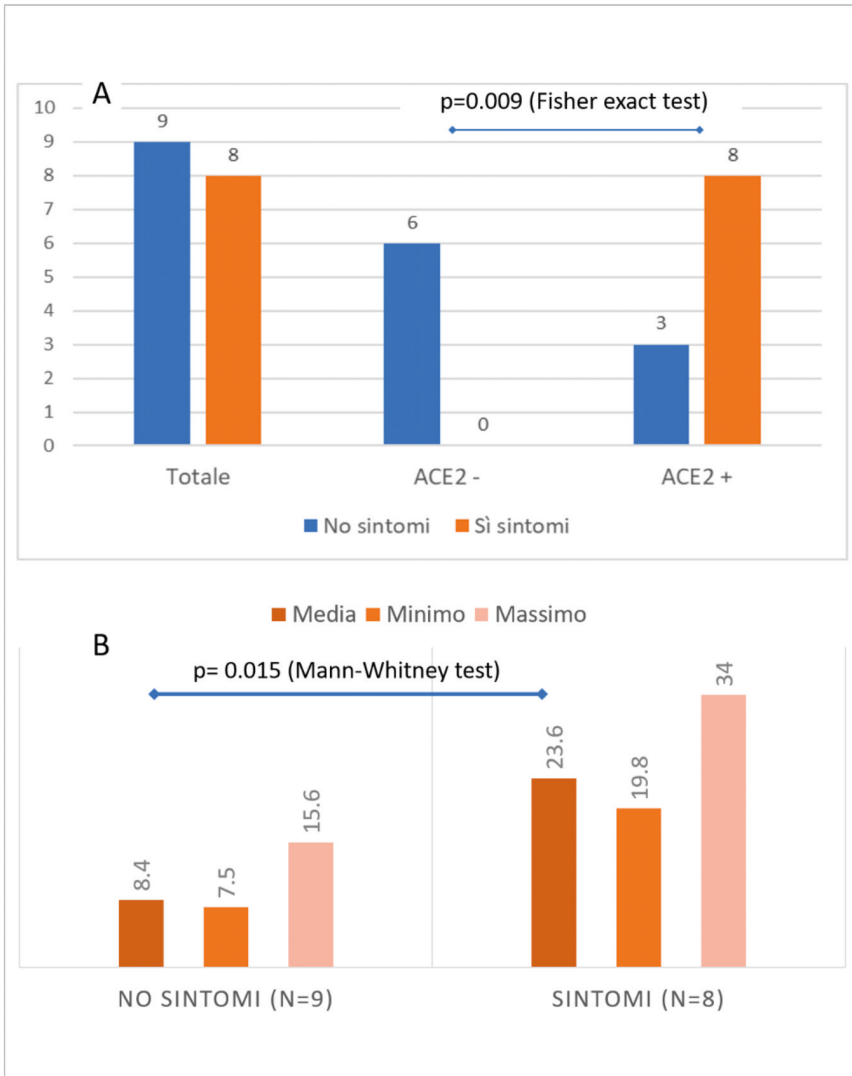 A
p=0.009 (Fisher exact test)
10
9
8
7
6
5
4
3
2
1
0
9
8
6
0
3
8
Totale
ACE2 -
ACE2 +
No sintomi
Sì sintomi
Media
Minimo
Massimo
B
p= 0.015 (Mann-Whitney test)
8.4
7.5
15.6
23.6
19.8
34
NO SINTOMI (N=9)
SINTOMI (N=8)